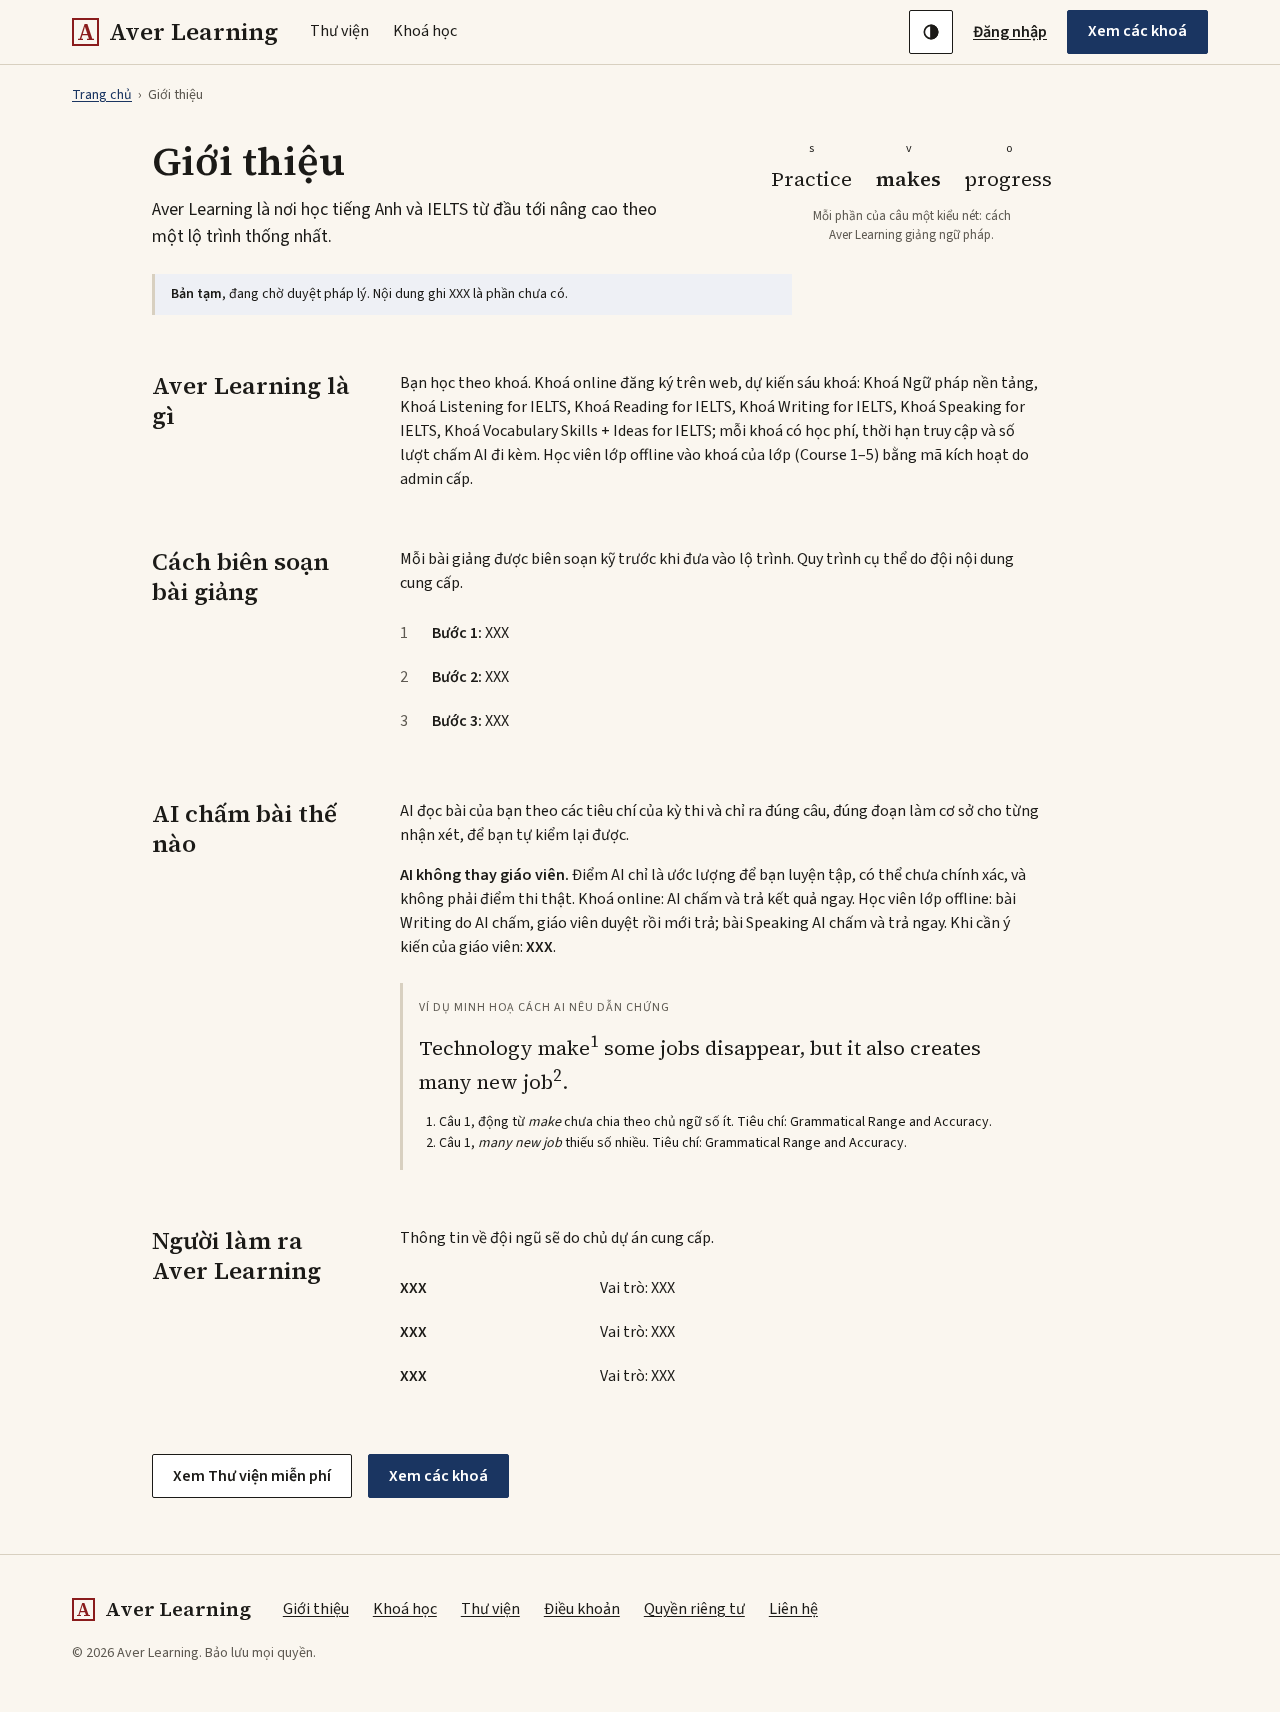 A Aver Learning Thư viện Khoá học Đăng nhập Xem các khoá
Trang chủ › Giới thiệu
Giới thiệu
Aver Learning là nơi học tiếng Anh và IELTS từ đầu tới nâng cao theo
một lộ trình thống nhất.
s v o
Practice makes progress
Mỗi phần của câu một kiểu nét: cách
Aver Learning giảng ngữ pháp.
Bản tạm, đang chờ duyệt pháp lý. Nội dung ghi XXX là phần chưa có.
Aver Learning là
gì
Bạn học theo khoá. Khoá online đăng ký trên web, dự kiến sáu khoá: Khoá Ngữ pháp nền tảng,
Khoá Listening for IELTS, Khoá Reading for IELTS, Khoá Writing for IELTS, Khoá Speaking for
IELTS, Khoá Vocabulary Skills + Ideas for IELTS; mỗi khoá có học phí, thời hạn truy cập và số
lượt chấm AI đi kèm. Học viên lớp offline vào khoá của lớp (Course 1–5) bằng mã kích hoạt do
admin cấp.
Cách biên soạn
bài giảng
Mỗi bài giảng được biên soạn kỹ trước khi đưa vào lộ trình. Quy trình cụ thể do đội nội dung
cung cấp.
1 Bước 1: XXX
2 Bước 2: XXX
3 Bước 3: XXX
AI chấm bài thế
nào
AI đọc bài của bạn theo các tiêu chí của kỳ thi và chỉ ra đúng câu, đúng đoạn làm cơ sở cho từng
nhận xét, để bạn tự kiểm lại được.
AI không thay giáo viên. Điểm AI chỉ là ước lượng để bạn luyện tập, có thể chưa chính xác, và
không phải điểm thi thật. Khoá online: AI chấm và trả kết quả ngay. Học viên lớp offline: bài
Writing do AI chấm, giáo viên duyệt rồi mới trả; bài Speaking AI chấm và trả ngay. Khi cần ý
kiến của giáo viên: XXX.
VÍ DỤ MINH HOẠ CÁCH AI NÊU DẪN CHỨNG
Technology make1 some jobs disappear, but it also creates
many new job2.
1. Câu 1, động từ make chưa chia theo chủ ngữ số ít. Tiêu chí: Grammatical Range and Accuracy.
2. Câu 1, many new job thiếu số nhiều. Tiêu chí: Grammatical Range and Accuracy.
Người làm ra
Aver Learning
Thông tin về đội ngũ sẽ do chủ dự án cung cấp.
XXX Vai trò: XXX
XXX Vai trò: XXX
XXX Vai trò: XXX
Xem Thư viện miễn phí Xem các khoá
A Aver Learning Giới thiệu Khoá học Thư viện Điều khoản Quyền riêng tư Liên hệ
© 2026 Aver Learning. Bảo lưu mọi quyền.